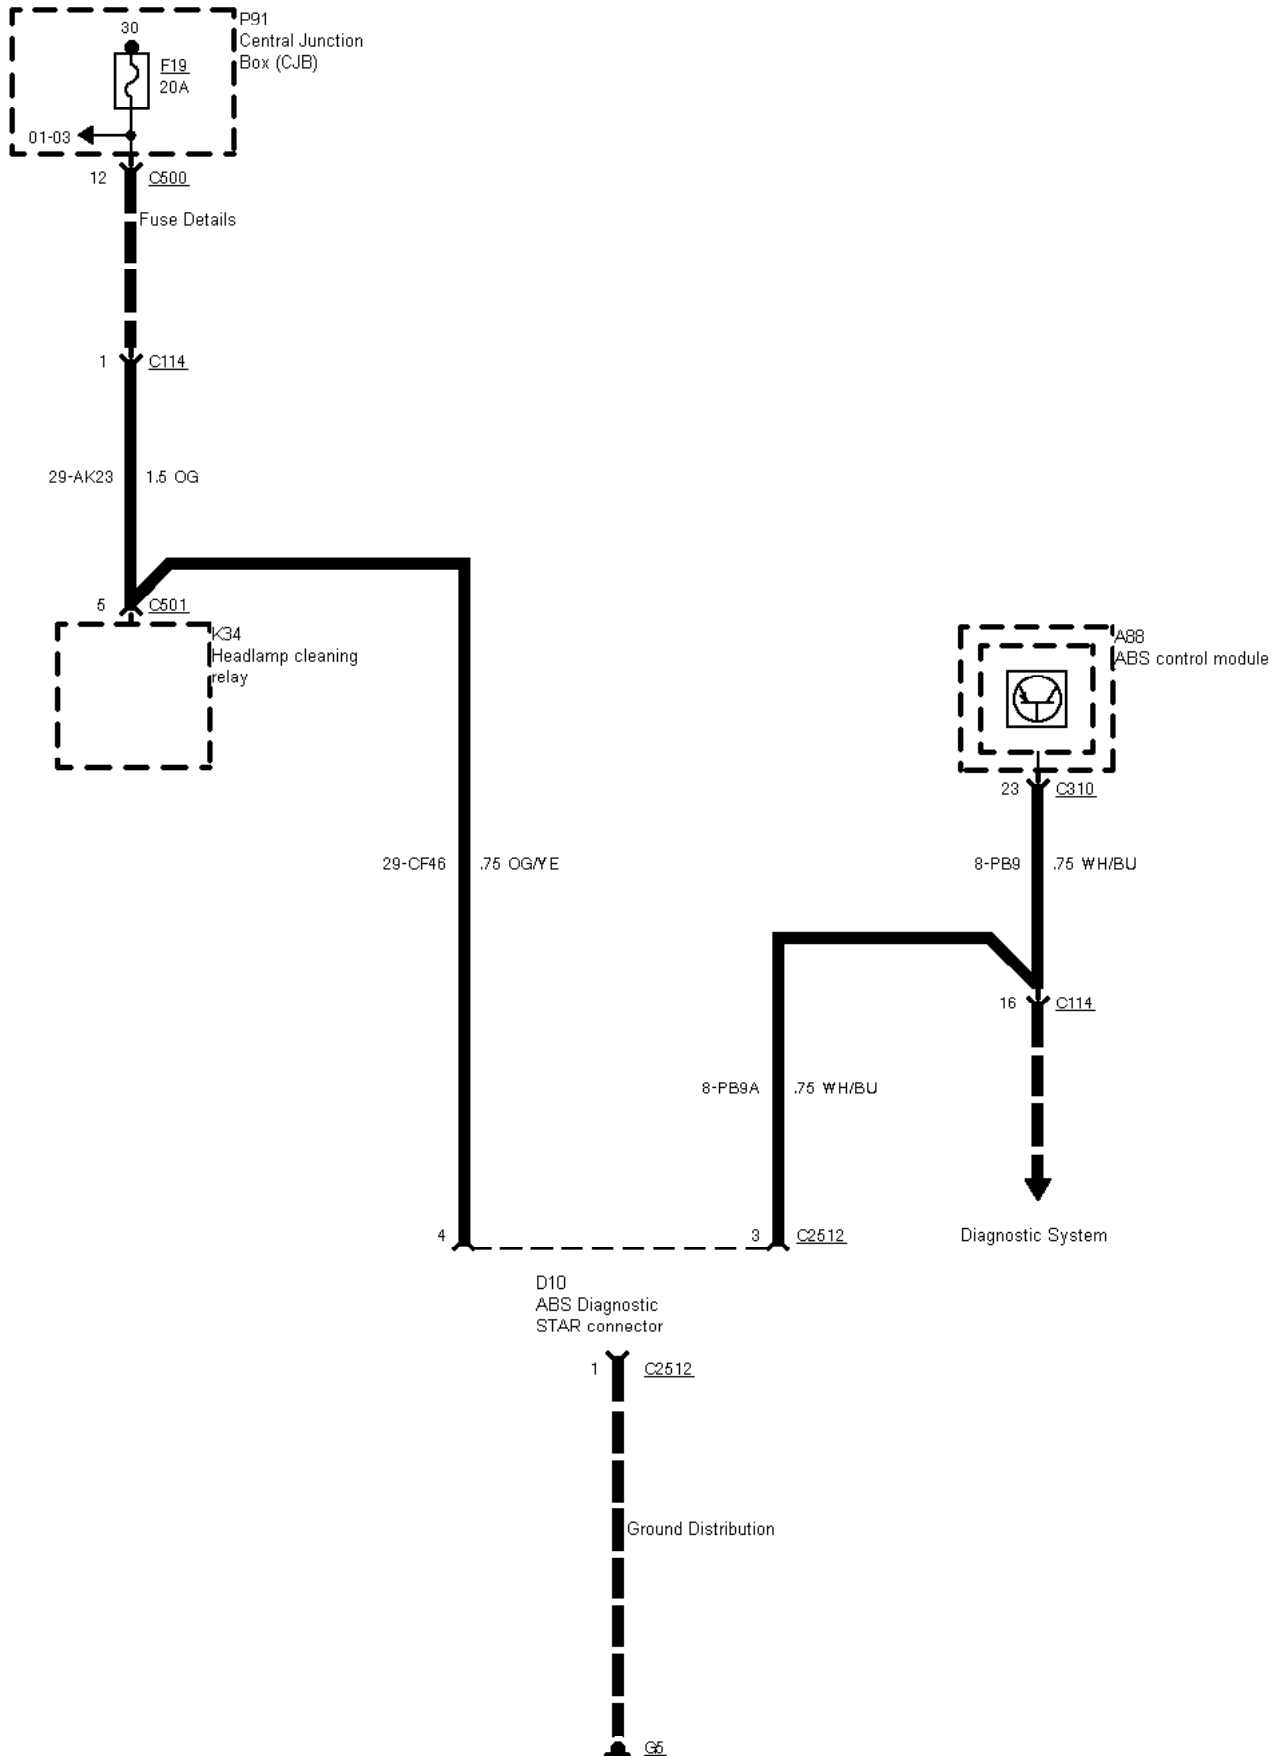 P91
Central Junction
Box (CJB)
30
F19
20A
01-03
12
C500
Fuse Details
1
C114
29-AK23
1.5 OG
5
C501
K34
Headlamp cleaning
relay
A88
ABS control module
23
C310
29-CF46
.75 OG/YE
8-PB9
.75 WH/BU
16
C114
8-PB9A
.75 WH/BU
4
3
C2512
Diagnostic System
D10
ABS Diagnostic
STAR connector
1
C2512
Ground Distribution
G5